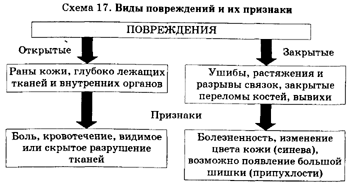 Схема 17. Виды повреждений и их признаки
ПОВРЕЖДЕНИЯ
Открытые
Закрытые
Раны кожи, глубоко лежащих
тканей и внутренних органов
Ушибы, растяжения и
разрывы связок, закрытые
переломы костей, вывихи
Признаки
Боль, кровотечение, видимое
или скрытое разрушение
тканей
Болезненность, изменение
цвета кожи (синева),
возможно появление большой
шишки (припухлости)